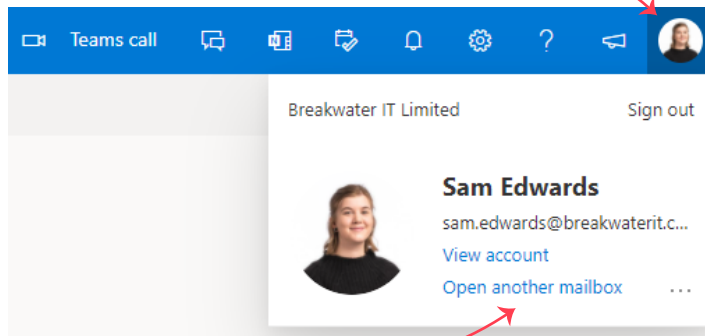 Teams call
Breakwater IT Limited Sign out
Sam Edwards
sam.edwards@breakwaterit.c...
View account
Open another mailbox ...